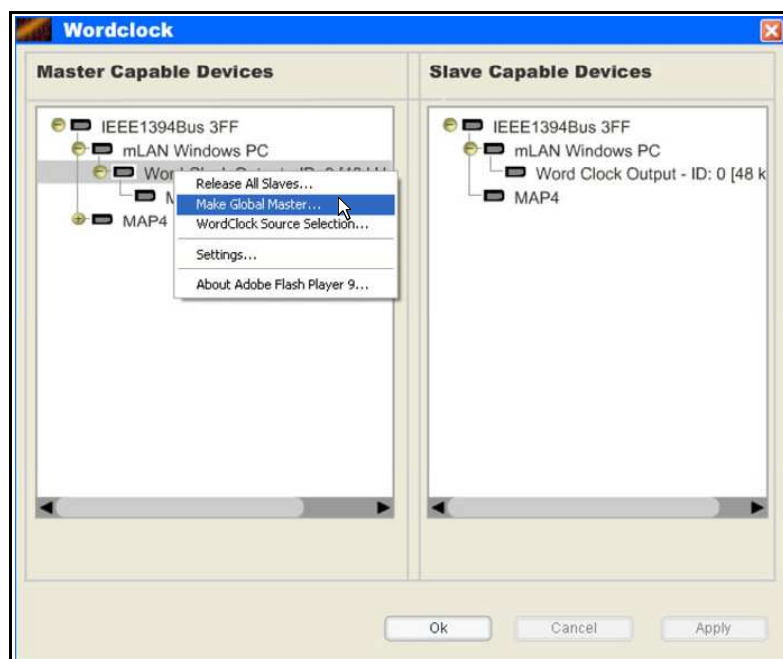 Wordclock
Master Capable Devices
IEEE1394Bus 3FF
mLAN Windows PC
MAP4
Release All Slaves...
Make Global Master...
WordClock Source Selection...
Settings...
About Adobe Flash Player 9...
Slave Capable Devices
IEEE1394Bus 3FF
mLAN Windows PC
Word Clock Output - ID: 0 [48 k
MAP4
Ok
Cancel
Apply